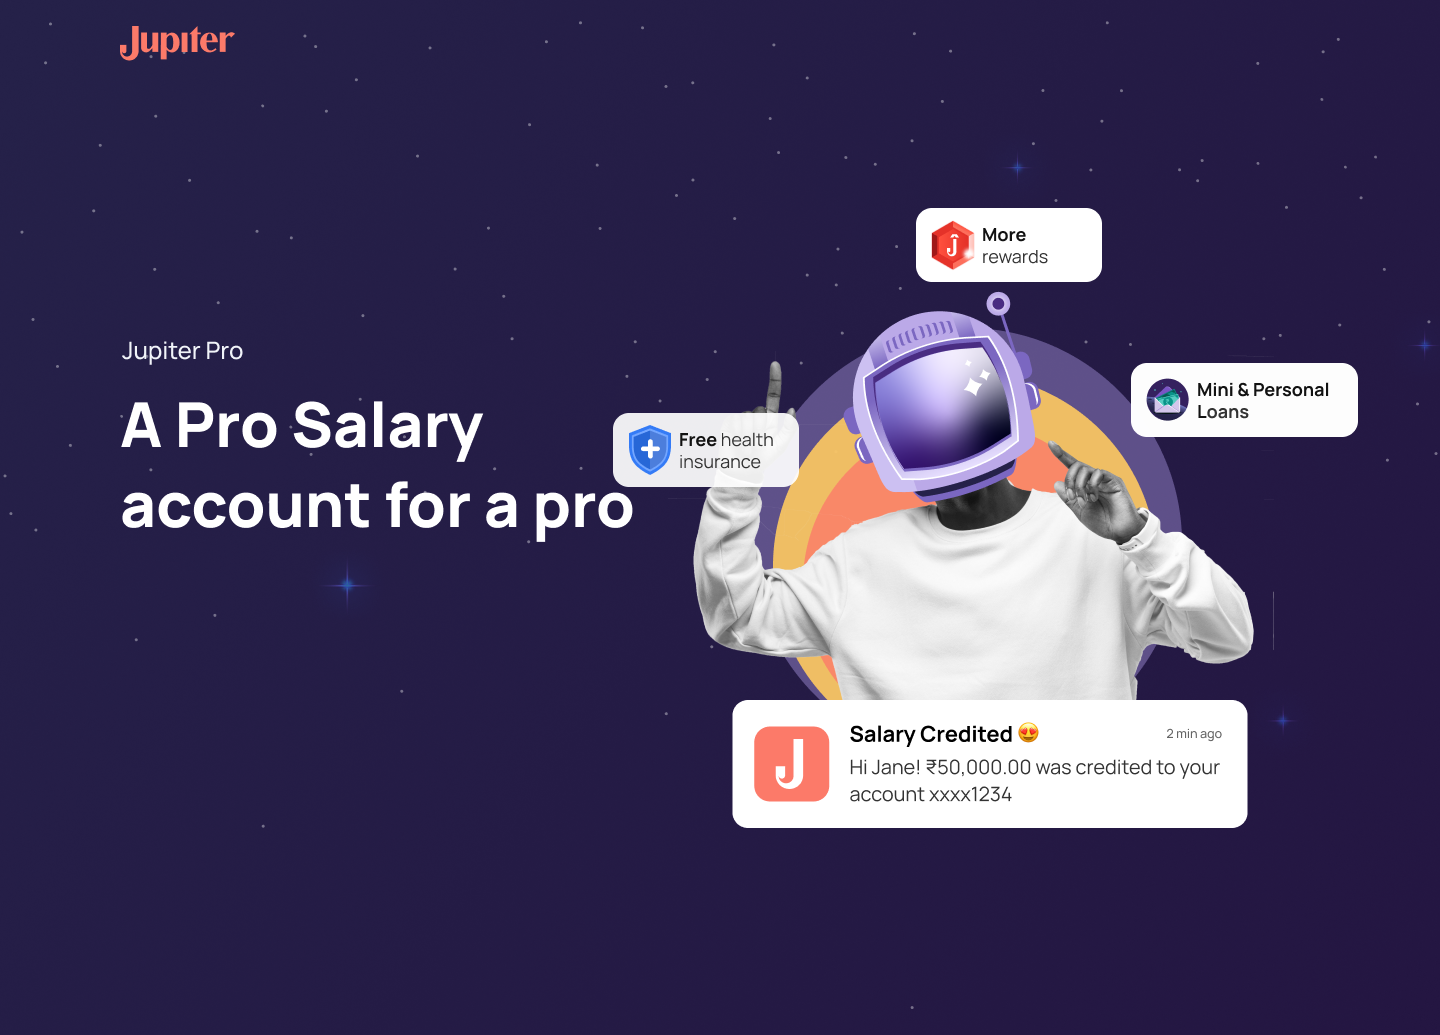 Jupiter
Jupiter Pro
A Pro Salary
account for a pro
More
rewards
Mini & Personal
Loans
Free health
insurance
Salary Credited 😍
2 min ago
Hi Jane! ₹50,000.00 was credited to your
account xxxx1234